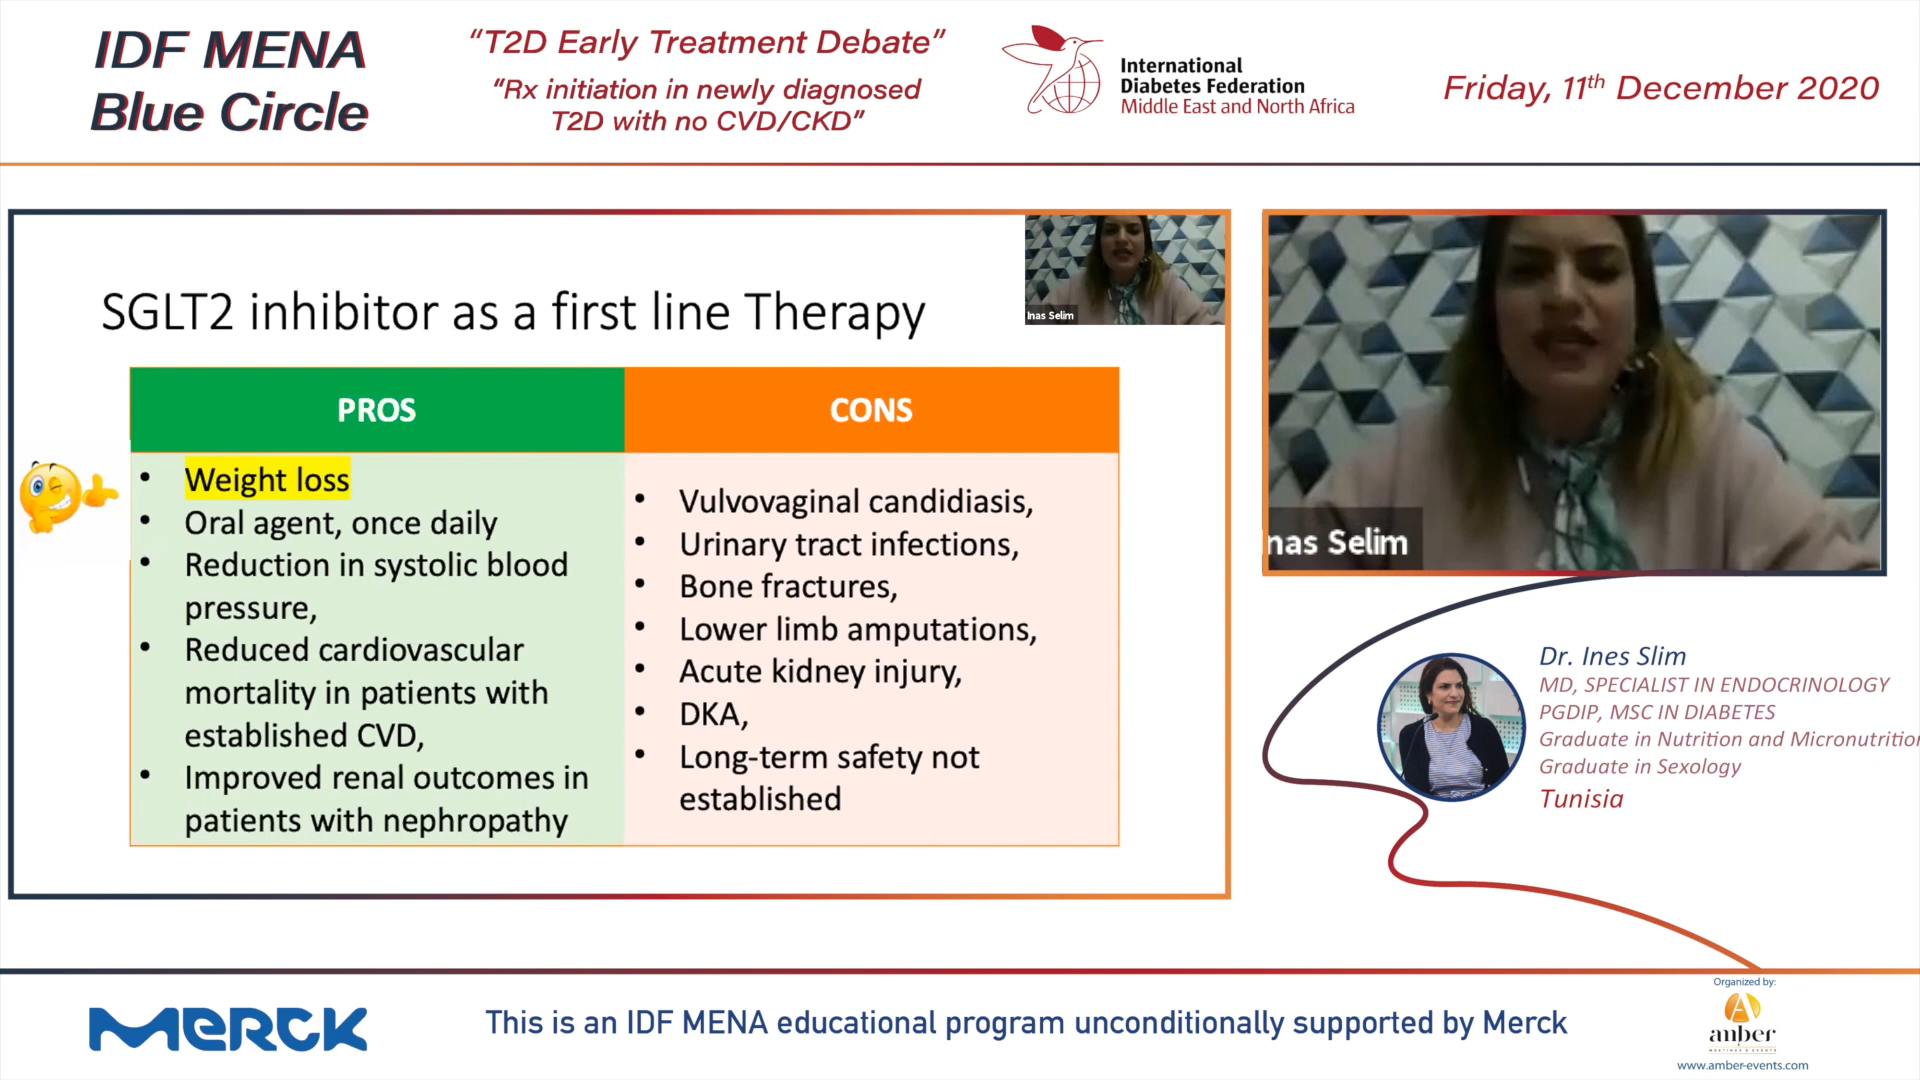 IDF MENA
Blue Circle
“T2D Early Treatment Debate”
“Rx initiation in newly diagnosed
T2D with no CVD/CKD”
International
Diabetes Federation
Middle East and North Africa
Friday, 11th December 2020
SGLT2 inhibitor as a first line Therapy
Inas Selim
PROS
• Weight loss
• Oral agent, once daily
• Reduction in systolic blood
pressure,
• Reduced cardiovascular
mortality in patients with
established CVD,
• Improved renal outcomes in
patients with nephropathy
CONS
• Vulvovaginal candidiasis,
• Urinary tract infections,
• Bone fractures,
• Lower limb amputations,
• Acute kidney injury,
• DKA,
• Long-term safety not
established
nas Selim
Dr. Ines Slim
MD, SPECIALIST IN ENDOCRINOLOGY
PGDIP, MSC IN DIABETES
Graduate in Nutrition and Micronutrition
Graduate in Sexology
Tunisia
MERCK
This is an IDF MENA educational program unconditionally supported by Merck
Organized by:
amber
MEETINGS & EVENTS
www.amber-events.com